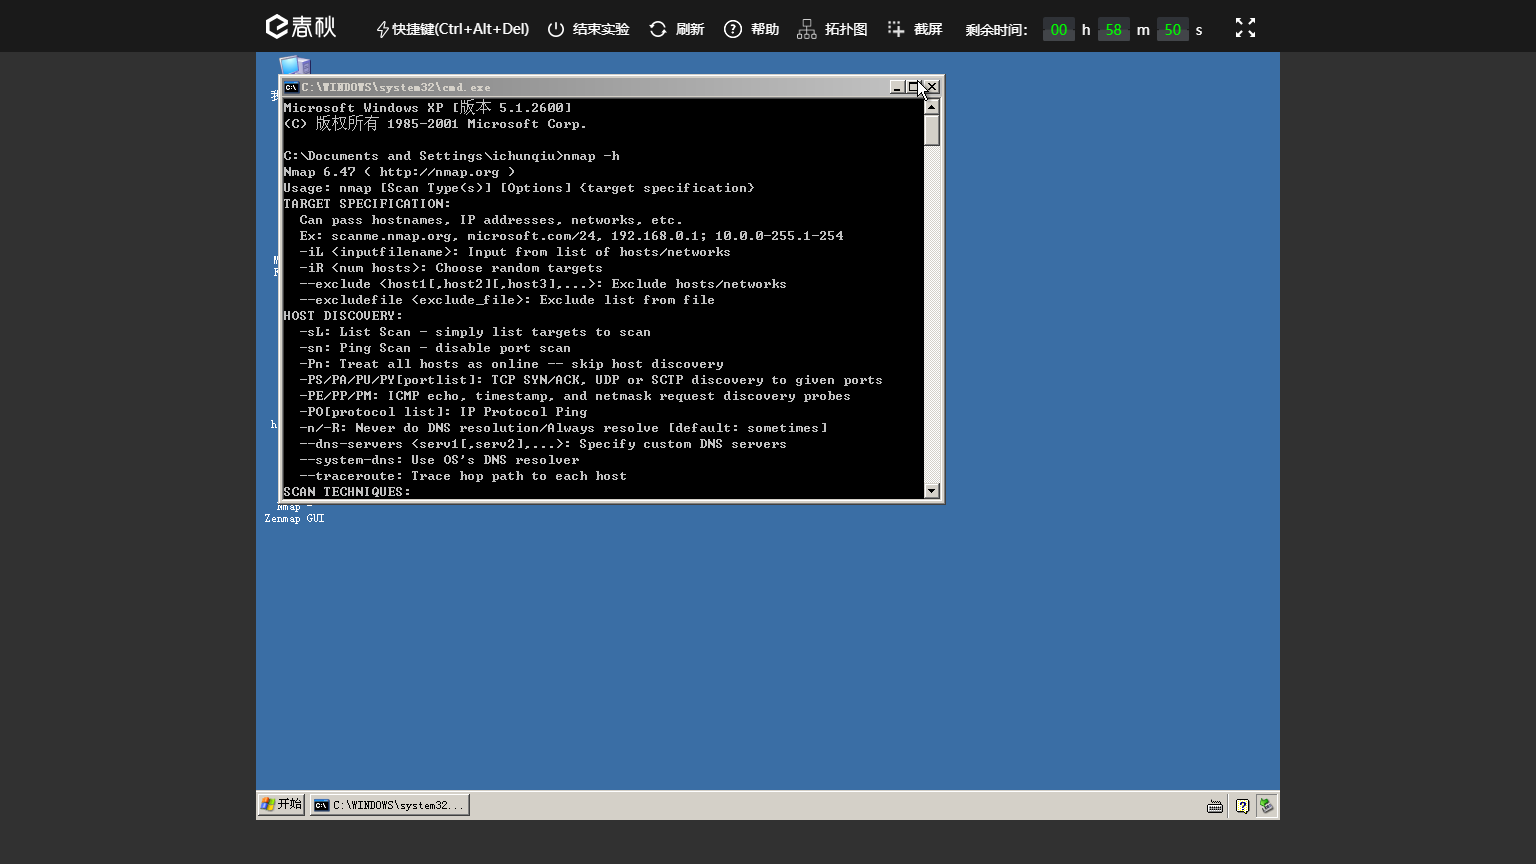 春秋 快捷键(Ctrl+Alt+Del) 结束实验 刷新 帮助 拓扑图 截屏 剩余时间: 00 h 58 m 50 s
C:\WINDOWS\system32\cmd.exe
Microsoft Windows XP [版本 5.1.2600]
(C) 版权所有 1985-2001 Microsoft Corp.
C:\Documents and Settings\ichunqiu>nmap -h
Nmap 6.47 ( http://nmap.org )
Usage: nmap [Scan Type(s)] [Options] {target specification}
TARGET SPECIFICATION:
Can pass hostnames, IP addresses, networks, etc.
Ex: scanme.nmap.org, microsoft.com/24, 192.168.0.1; 10.0.0-255.1-254
-iL <inputfilename>: Input from list of hosts/networks
-iR <num hosts>: Choose random targets
--exclude <host1[,host2][,host3],...>: Exclude hosts/networks
--excludefile <exclude_file>: Exclude list from file
HOST DISCOVERY:
-sL: List Scan - simply list targets to scan
-sn: Ping Scan - disable port scan
-Pn: Treat all hosts as online -- skip host discovery
-PS/PA/PU/PY[portlist]: TCP SYN/ACK, UDP or SCTP discovery to given ports
-PE/PP/PM: ICMP echo, timestamp, and netmask request discovery probes
-PO[protocol list]: IP Protocol Ping
-n/-R: Never do DNS resolution/Always resolve [default: sometimes]
--dns-servers <serv1[,serv2],...>: Specify custom DNS servers
--system-dns: Use OS's DNS resolver
--traceroute: Trace hop path to each host
SCAN TECHNIQUES:
我
h
Nmap -
Zenmap GUI
开始 C:\WINDOWS\system32...